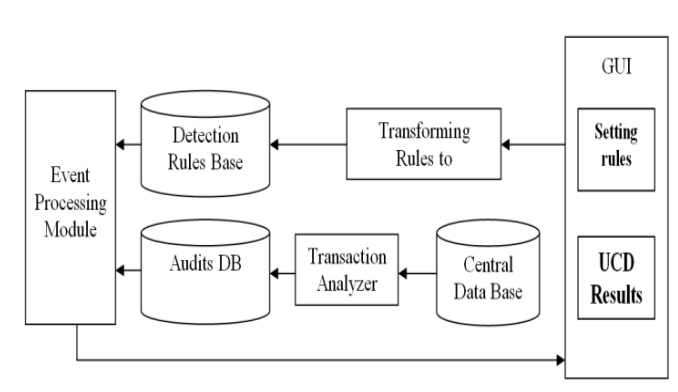 GUI
Setting
rules
Transforming
Rules to
Detection
Rules Base
Event
Processing
Module
Audits DB
Transaction
Analyzer
Central
Data Base
UCD
Results